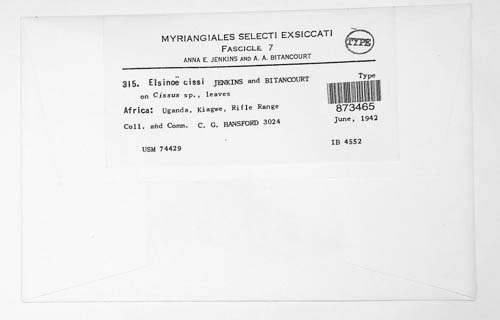 MYRIANGIALES SELECTI EXSICCATI
FASCICLE 7
ANNA E. JENKINS AND A. A. BITANCOURT
TYPE
315. Elsinoë cissi JENKINS and BITANCOURT
Type
on Cissus sp., leaves
Africa: Uganda, Kiagwe, Rifle Range
873465
Coll. and Comm. C. G. HANSFORD 3024
June, 1942
USM 74429
IB 4552